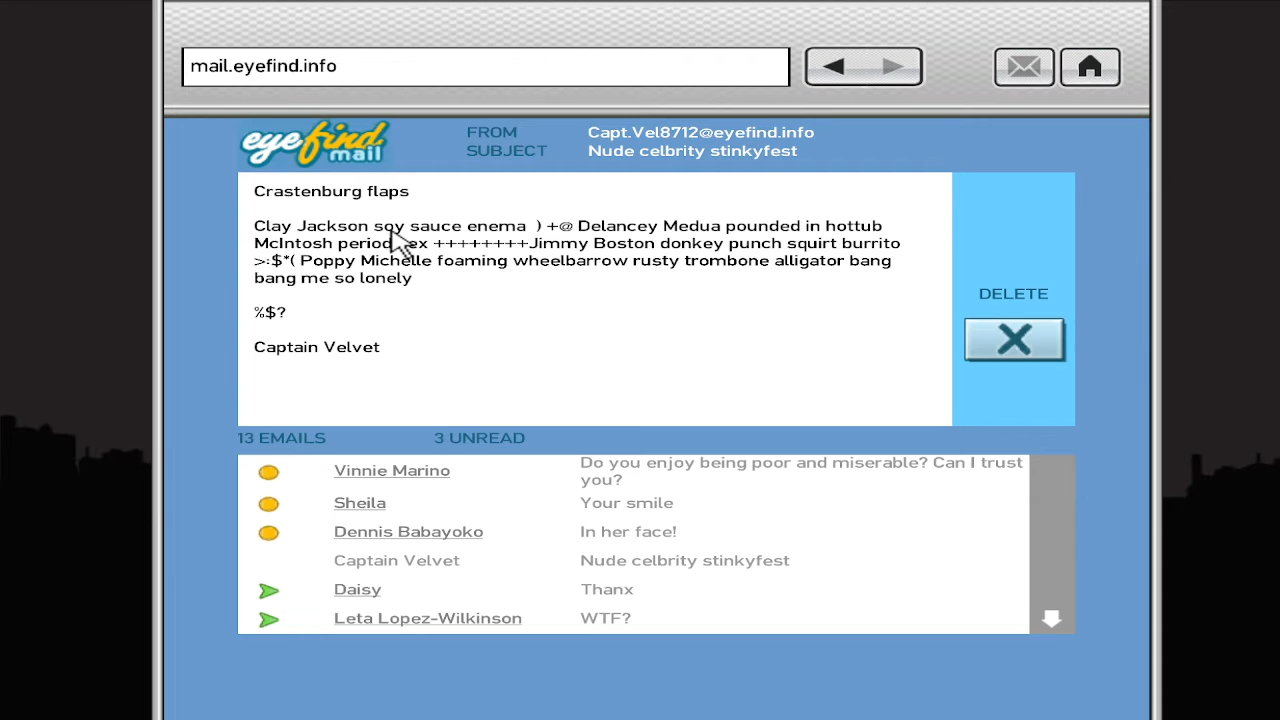 mail.eyefind.info
eyefind mail
FROM Capt.Vel8712@eyefind.info
SUBJECT Nude celbrity stinkyfest
Crastenburg flaps
Clay Jackson soy sauce enema ) +@ Delancey Medua pounded in hottub
McIntosh period ex ++++++++Jimmy Boston donkey punch squirt burrito
>:$*( Poppy Michelle foaming wheelbarrow rusty trombone alligator bang
bang me so lonely
%$?
Captain Velvet
DELETE
13 EMAILS 3 UNREAD
Vinnie Marino Do you enjoy being poor and miserable? Can I trust
you?
Sheila Your smile
Dennis Babayoko In her face!
Captain Velvet Nude celbrity stinkyfest
Daisy Thanx
Leta Lopez-Wilkinson WTF?